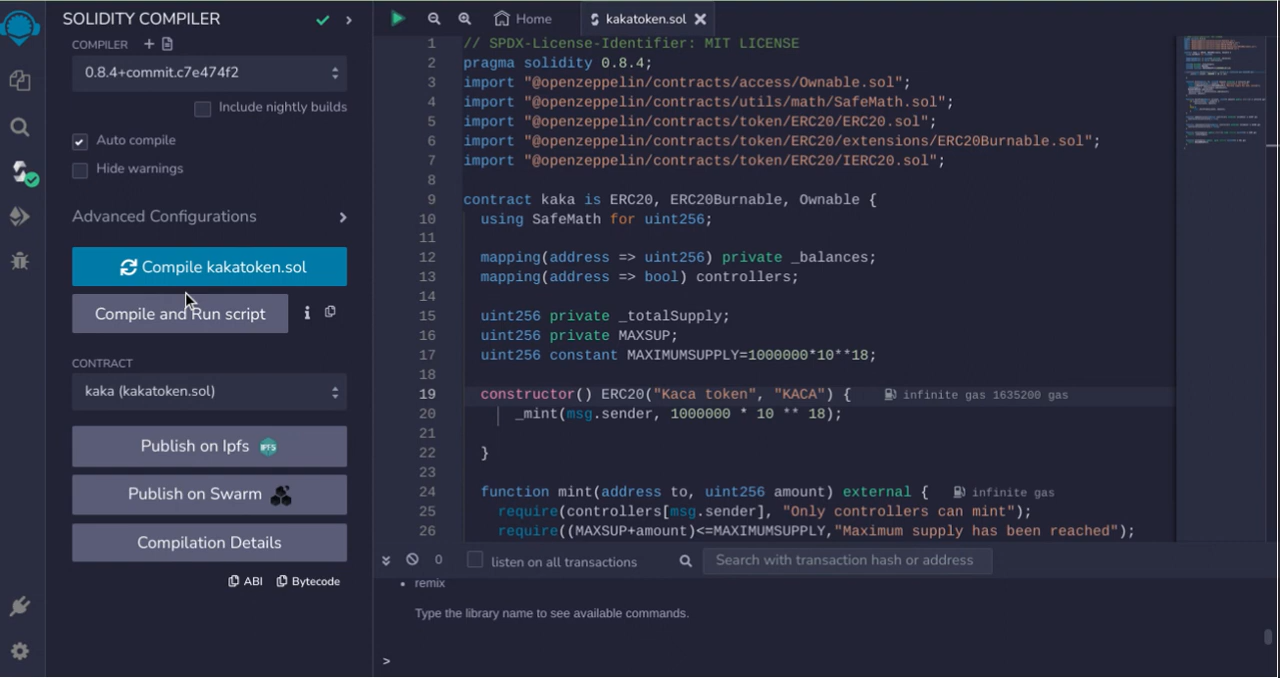 SOLIDITY COMPILER
COMPILER
0.8.4+commit.c7e474f2
Include nightly builds
Auto compile
Hide warnings
Advanced Configurations
Compile kakatoken.sol
Compile and Run script
CONTRACT
kaka (kakatoken.sol)
Publish on Ipfs IPFS
Publish on Swarm
Compilation Details
ABI Bytecode
Home kakatoken.sol
1 // SPDX-License-Identifier: MIT LICENSE
2 pragma solidity 0.8.4;
3 import "@openzeppelin/contracts/access/Ownable.sol";
4 import "@openzeppelin/contracts/utils/math/SafeMath.sol";
5 import "@openzeppelin/contracts/token/ERC20/ERC20.sol";
6 import "@openzeppelin/contracts/token/ERC20/extensions/ERC20Burnable.sol";
7 import "@openzeppelin/contracts/token/ERC20/IERC20.sol";
8
9 contract kaka is ERC20, ERC20Burnable, Ownable {
10 using SafeMath for uint256;
11
12 mapping(address => uint256) private _balances;
13 mapping(address => bool) controllers;
14
15 uint256 private _totalSupply;
16 uint256 private MAXSUP;
17 uint256 constant MAXIMUMSUPPLY=1000000*10**18;
18
19 constructor() ERC20("Kaca token", "KACA") { infinite gas 1635200 gas
20 _mint(msg.sender, 1000000 * 10 ** 18);
21
22 }
23
24 function mint(address to, uint256 amount) external { infinite gas
25 require(controllers[msg.sender], "Only controllers can mint");
26 require((MAXSUP+amount)<=MAXIMUMSUPPLY,"Maximum supply has been reached");
0 listen on all transactions Search with transaction hash or address
• remix
Type the library name to see available commands.
>